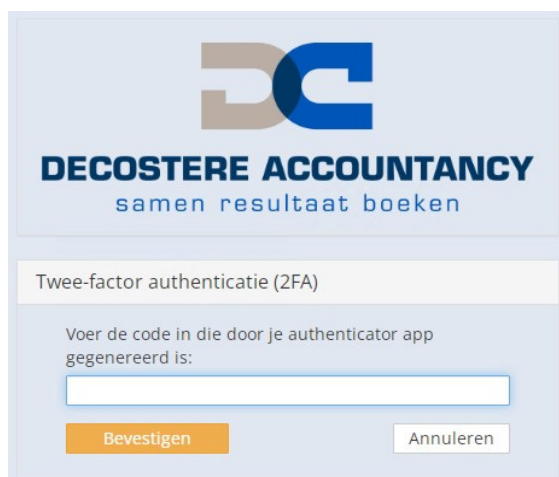 DC
DECOSTERE ACCOUNTANCY
samen resultaat boeken
Twee-factor authenticatie (2FA)
Voer de code in die door je authenticator app
gegenereerd is:
Bevestigen Annuleren